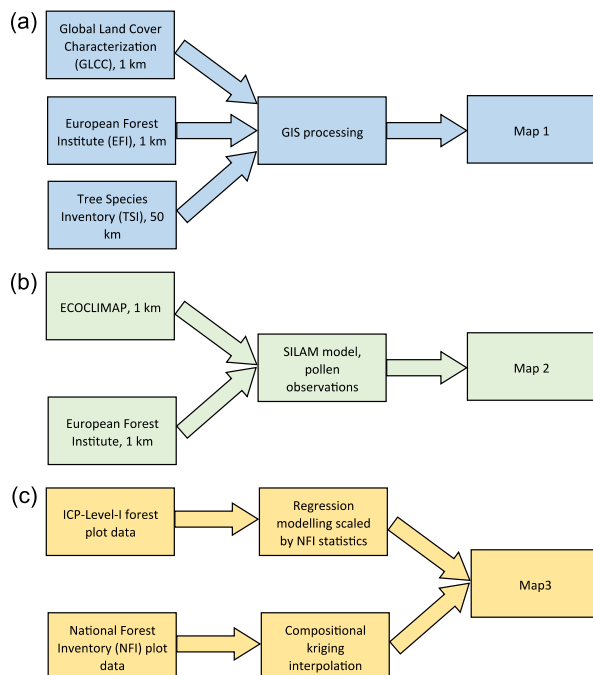 (a)
Global Land Cover
Characterization
(GLCC), 1 km
European Forest
Institute (EFI), 1 km
Tree Species
Inventory (TSI), 50
km
GIS processing
Map 1
(b)
ECOCLIMAP, 1 km
European Forest
Institute, 1 km
SILAM model,
pollen
observations
Map 2
(c)
ICP-Level-I forest
plot data
Regression
modelling scaled
by NFI statistics
National Forest
Inventory (NFI) plot
data
Compositional
kriging
interpolation
Map3